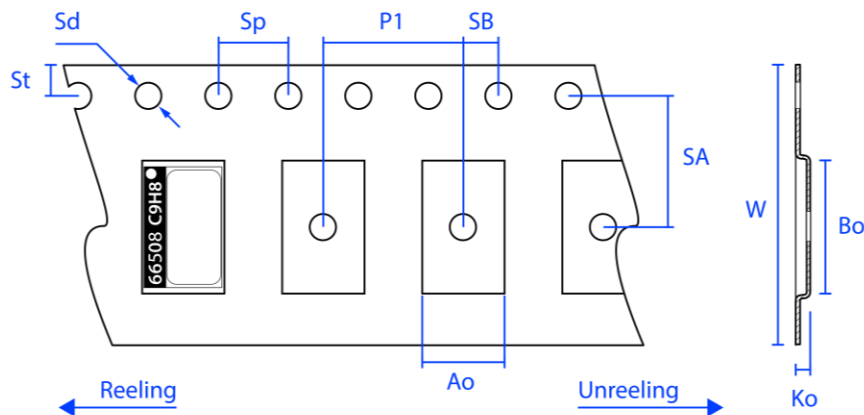 Sd
Sp
P1
SB
St
SA
W
Bo
66508 C9H8
Ao
Ko
Reeling
Unreeling